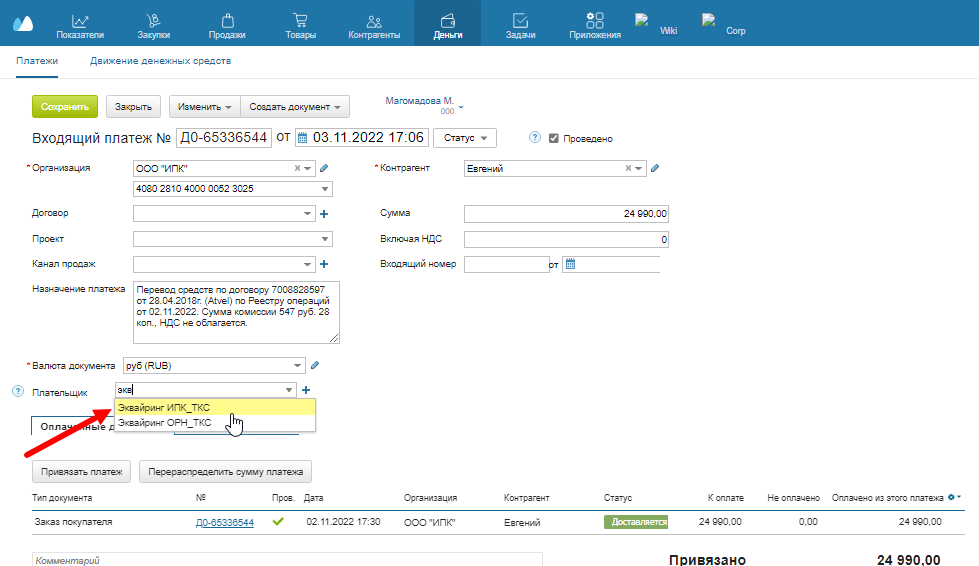 Показатели
Закупки
Продажи
Товары
Контрагенты
Деньги
Задачи
Приложения
Wiki
Corp
Платежи
Движение денежных средств
Сохранить
Закрыть
Изменить
Создать документ
Магомадова М.
000
Входящий платеж № Д0-65336544 от 03.11.2022 17:06
Статус
? Проведено
* Организация
ООО "ИПК"
* Контрагент
Евгений
4080 2810 4000 0052 3025
Договор
Сумма
24 990,00
Проект
Включая НДС
0
Канал продаж
Входящий номер
от
Назначение платежа
Перевод средств по договору 7008828597
от 28.04.2018г. (Atvel) по Реестру операций
от 02.11.2022. Сумма комиссии 547 руб. 28
коп., НДС не облагается.
* Валюта документа
руб (RUB)
? Плательщик
экв
Эквайринг ИПК_ТКС
Эквайринг ОРН_ТКС
Привязать платеж
Перераспределить сумму платежа
Тип документа № Пров. Дата Организация Контрагент Статус К оплате Не оплачено Оплачено из этого платежа
Заказ покупателя Д0-65336544 02.11.2022 17:30 ООО "ИПК" Евгений Доставляется 24 990,00 0,00 24 990,00
Комментарий
Привязано 24 990,00